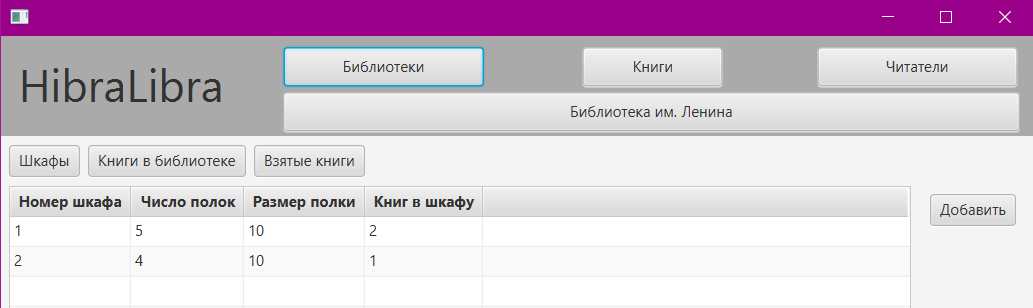 HibraLibra
Библиотеки Книги Читатели
Библиотека им. Ленина
Шкафы Книги в библиотеке Взятые книги
Номер шкафа Число полок Размер полки Книг в шкафу
1 5 10 2
2 4 10 1
Добавить